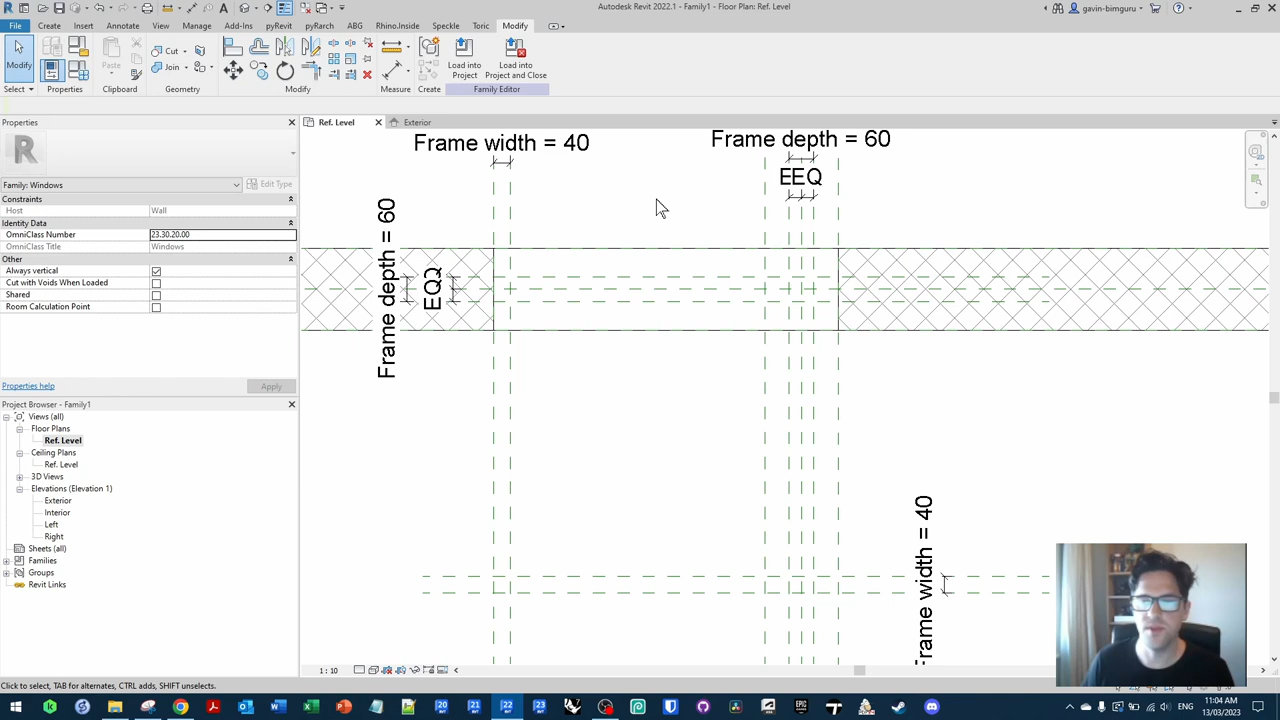 Autodesk Revit 2022.1 - Family1 - Floor Plan: Ref. Level
gavin-bimguru
File
Create
Insert
Annotate
View
Manage
Add-Ins
pyRevit
pyRarch
ABG
Rhino.Inside
Speckle
Toric
Modify
Modify
Paste
Cut
Join
Load into
Project
Load into
Project and Close
Select
Properties
Clipboard
Geometry
Modify
Measure
Create
Family Editor
Properties
R
Family: Windows
Edit Type
Constraints
Host
Wall
Identity Data
OmniClass Number
23.30.20.00
OmniClass Title
Windows
Other
Always vertical
Cut with Voids When Loaded
Shared
Room Calculation Point
Properties help
Apply
Project Browser - Family1
Views (all)
Floor Plans
Ref. Level
Ceiling Plans
Ref. Level
3D Views
Elevations (Elevation 1)
Exterior
Interior
Left
Right
Sheets (all)
Families
Groups
Revit Links
Ref. Level
Exterior
Frame width = 40
Frame depth = 60
EEQ
Frame depth = 60
EQQ
Frame width = 40
1 : 10
Click to select, TAB for alternates, CTRL adds, SHIFT unselects.
ENG
11:04 AM
13/03/2023